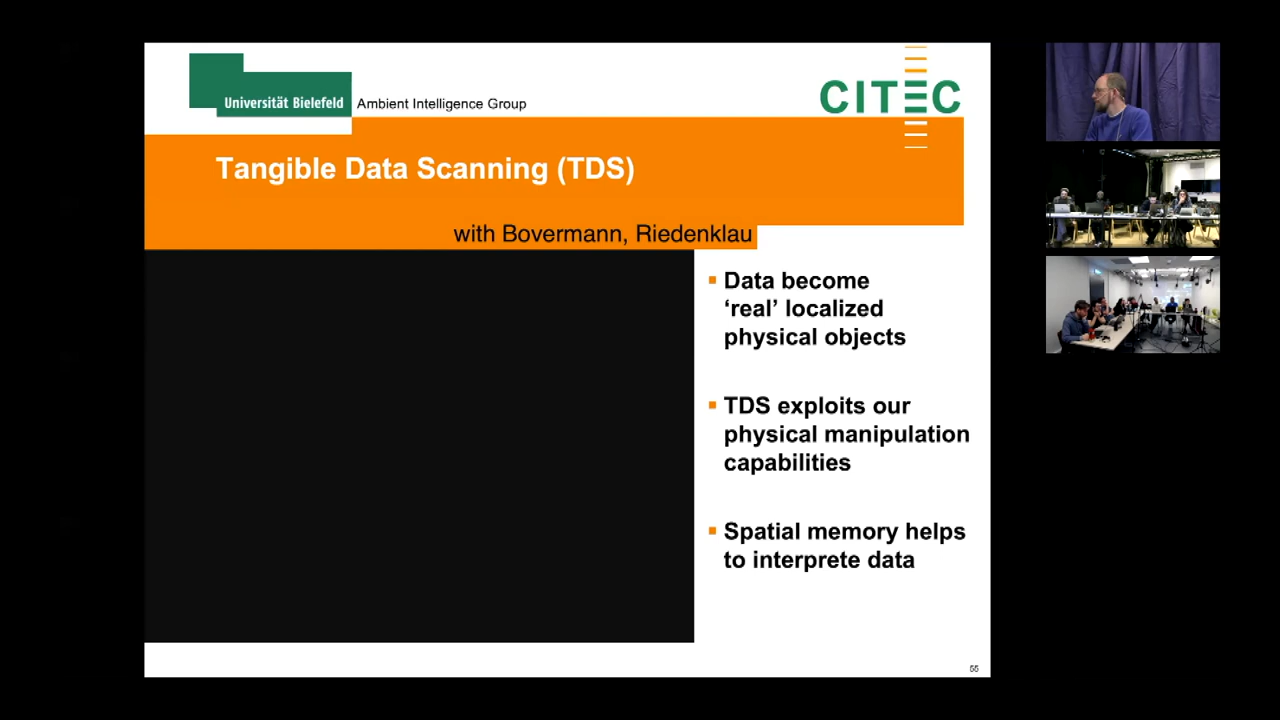 Universität Bielefeld
Ambient Intelligence Group
CITEC
Tangible Data Scanning (TDS)
with Bovermann, Riedenklau
Data become
‘real’ localized
physical objects
TDS exploits our
physical manipulation
capabilities
Spatial memory helps
to interprete data
55